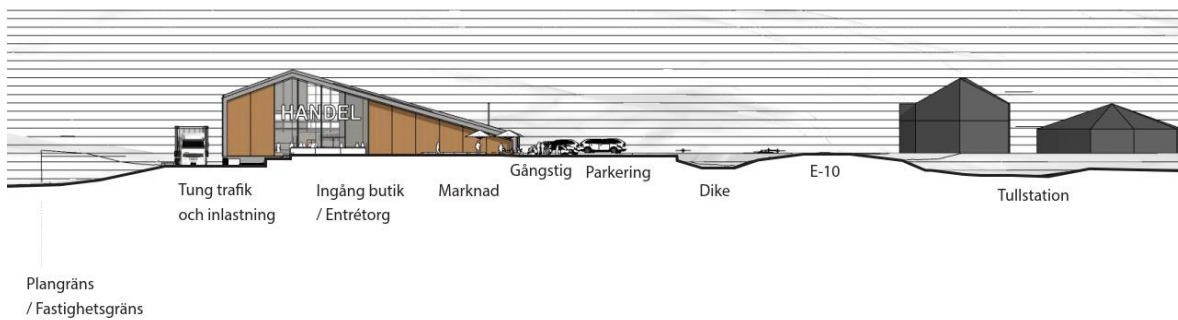 HANDEL
Tung trafik
och inlastning
Ingång butik
/ Entrétorg
Marknad
Gångstig
Parkering
Dike
E-10
Tullstation
Plangräns
/ Fastighetsgräns